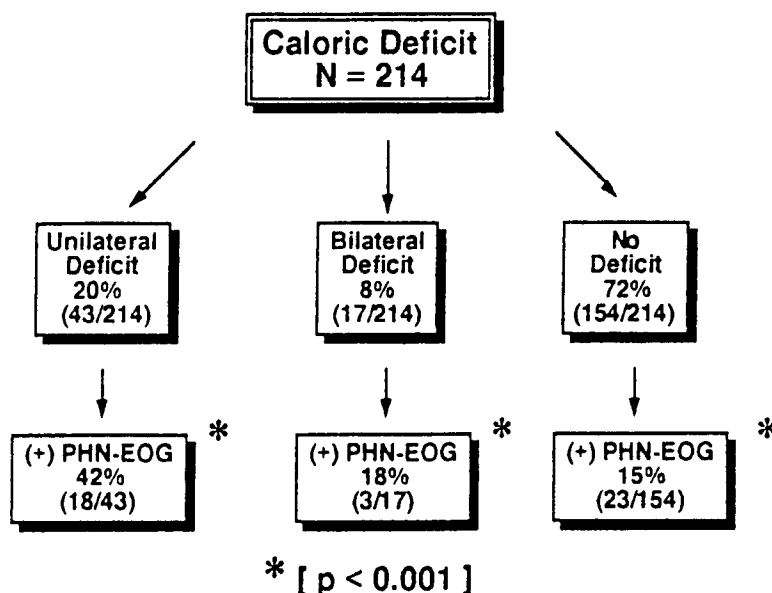 Caloric Deficit
N = 214
Unilateral
Deficit
20%
(43/214)
Bilateral
Deficit
8%
(17/214)
No
Deficit
72%
(154/214)
(+) PHN-EOG
42%
(18/43)
*
(+) PHN-EOG
18%
(3/17)
*
(+) PHN-EOG
15%
(23/154)
*
* [ p < 0.001 ]